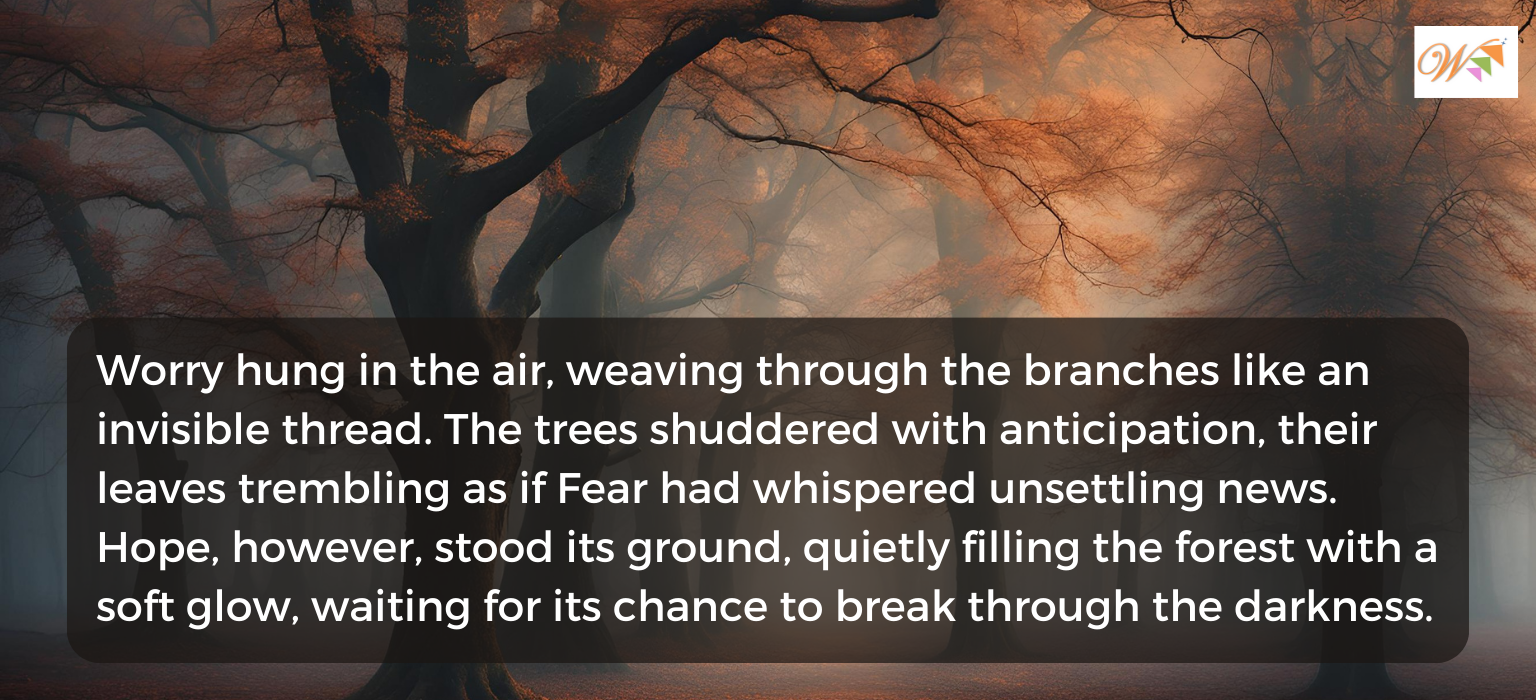 W
Worry hung in the air, weaving through the branches like an
invisible thread. The trees shuddered with anticipation, their
leaves trembling as if Fear had whispered unsettling news.
Hope, however, stood its ground, quietly filling the forest with a
soft glow, waiting for its chance to break through the darkness.